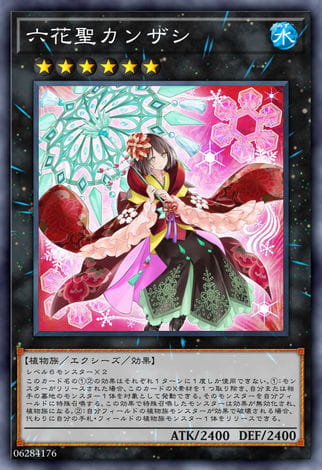 六花聖カンザシ
水
【植物族／エクシーズ／効果】
レベル６モンスター×２
このカード名の①②の効果はそれぞれ１ターンに１度しか使用できない。①：モンスターがリリースされた場合、このカードのX素材を１つ取り除き、自分または相手の墓地のモンスター１体を対象として発動できる。そのモンスターを自分フィールドに特殊召喚する。この効果で特殊召喚したモンスターは効果が無効化され、植物族になる。②：自分フィールドの植物族モンスターが効果で破壊される場合、代わりに自分の手札・フィールドの植物族モンスター１体をリリースできる。
ATK/2400 DEF/2400
06284176